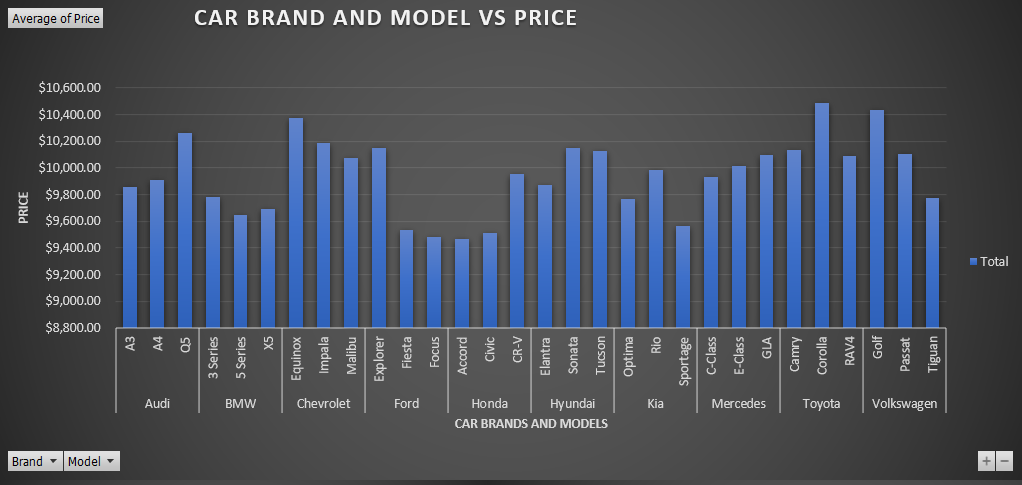 Average of Price
CAR BRAND AND MODEL VS PRICE
$10,600.00
$10,400.00
$10,200.00
$10,000.00
$9,800.00
$9,600.00
$9,400.00
$9,200.00
$9,000.00
$8,800.00
PRICE
Total
A3
A4
Q5
3 Series
5 Series
X5
Equinox
Impala
Malibu
Explorer
Fiesta
Focus
Accord
Civic
CR-V
Elantra
Sonata
Tucson
Optima
Rio
Sportage
C-Class
E-Class
GLA
Camry
Corolla
RAV4
Golf
Passat
Tiguan
Audi
BMW
Chevrolet
Ford
Honda
Hyundai
Kia
Mercedes
Toyota
Volkswagen
CAR BRANDS AND MODELS
Brand
Model
+
−